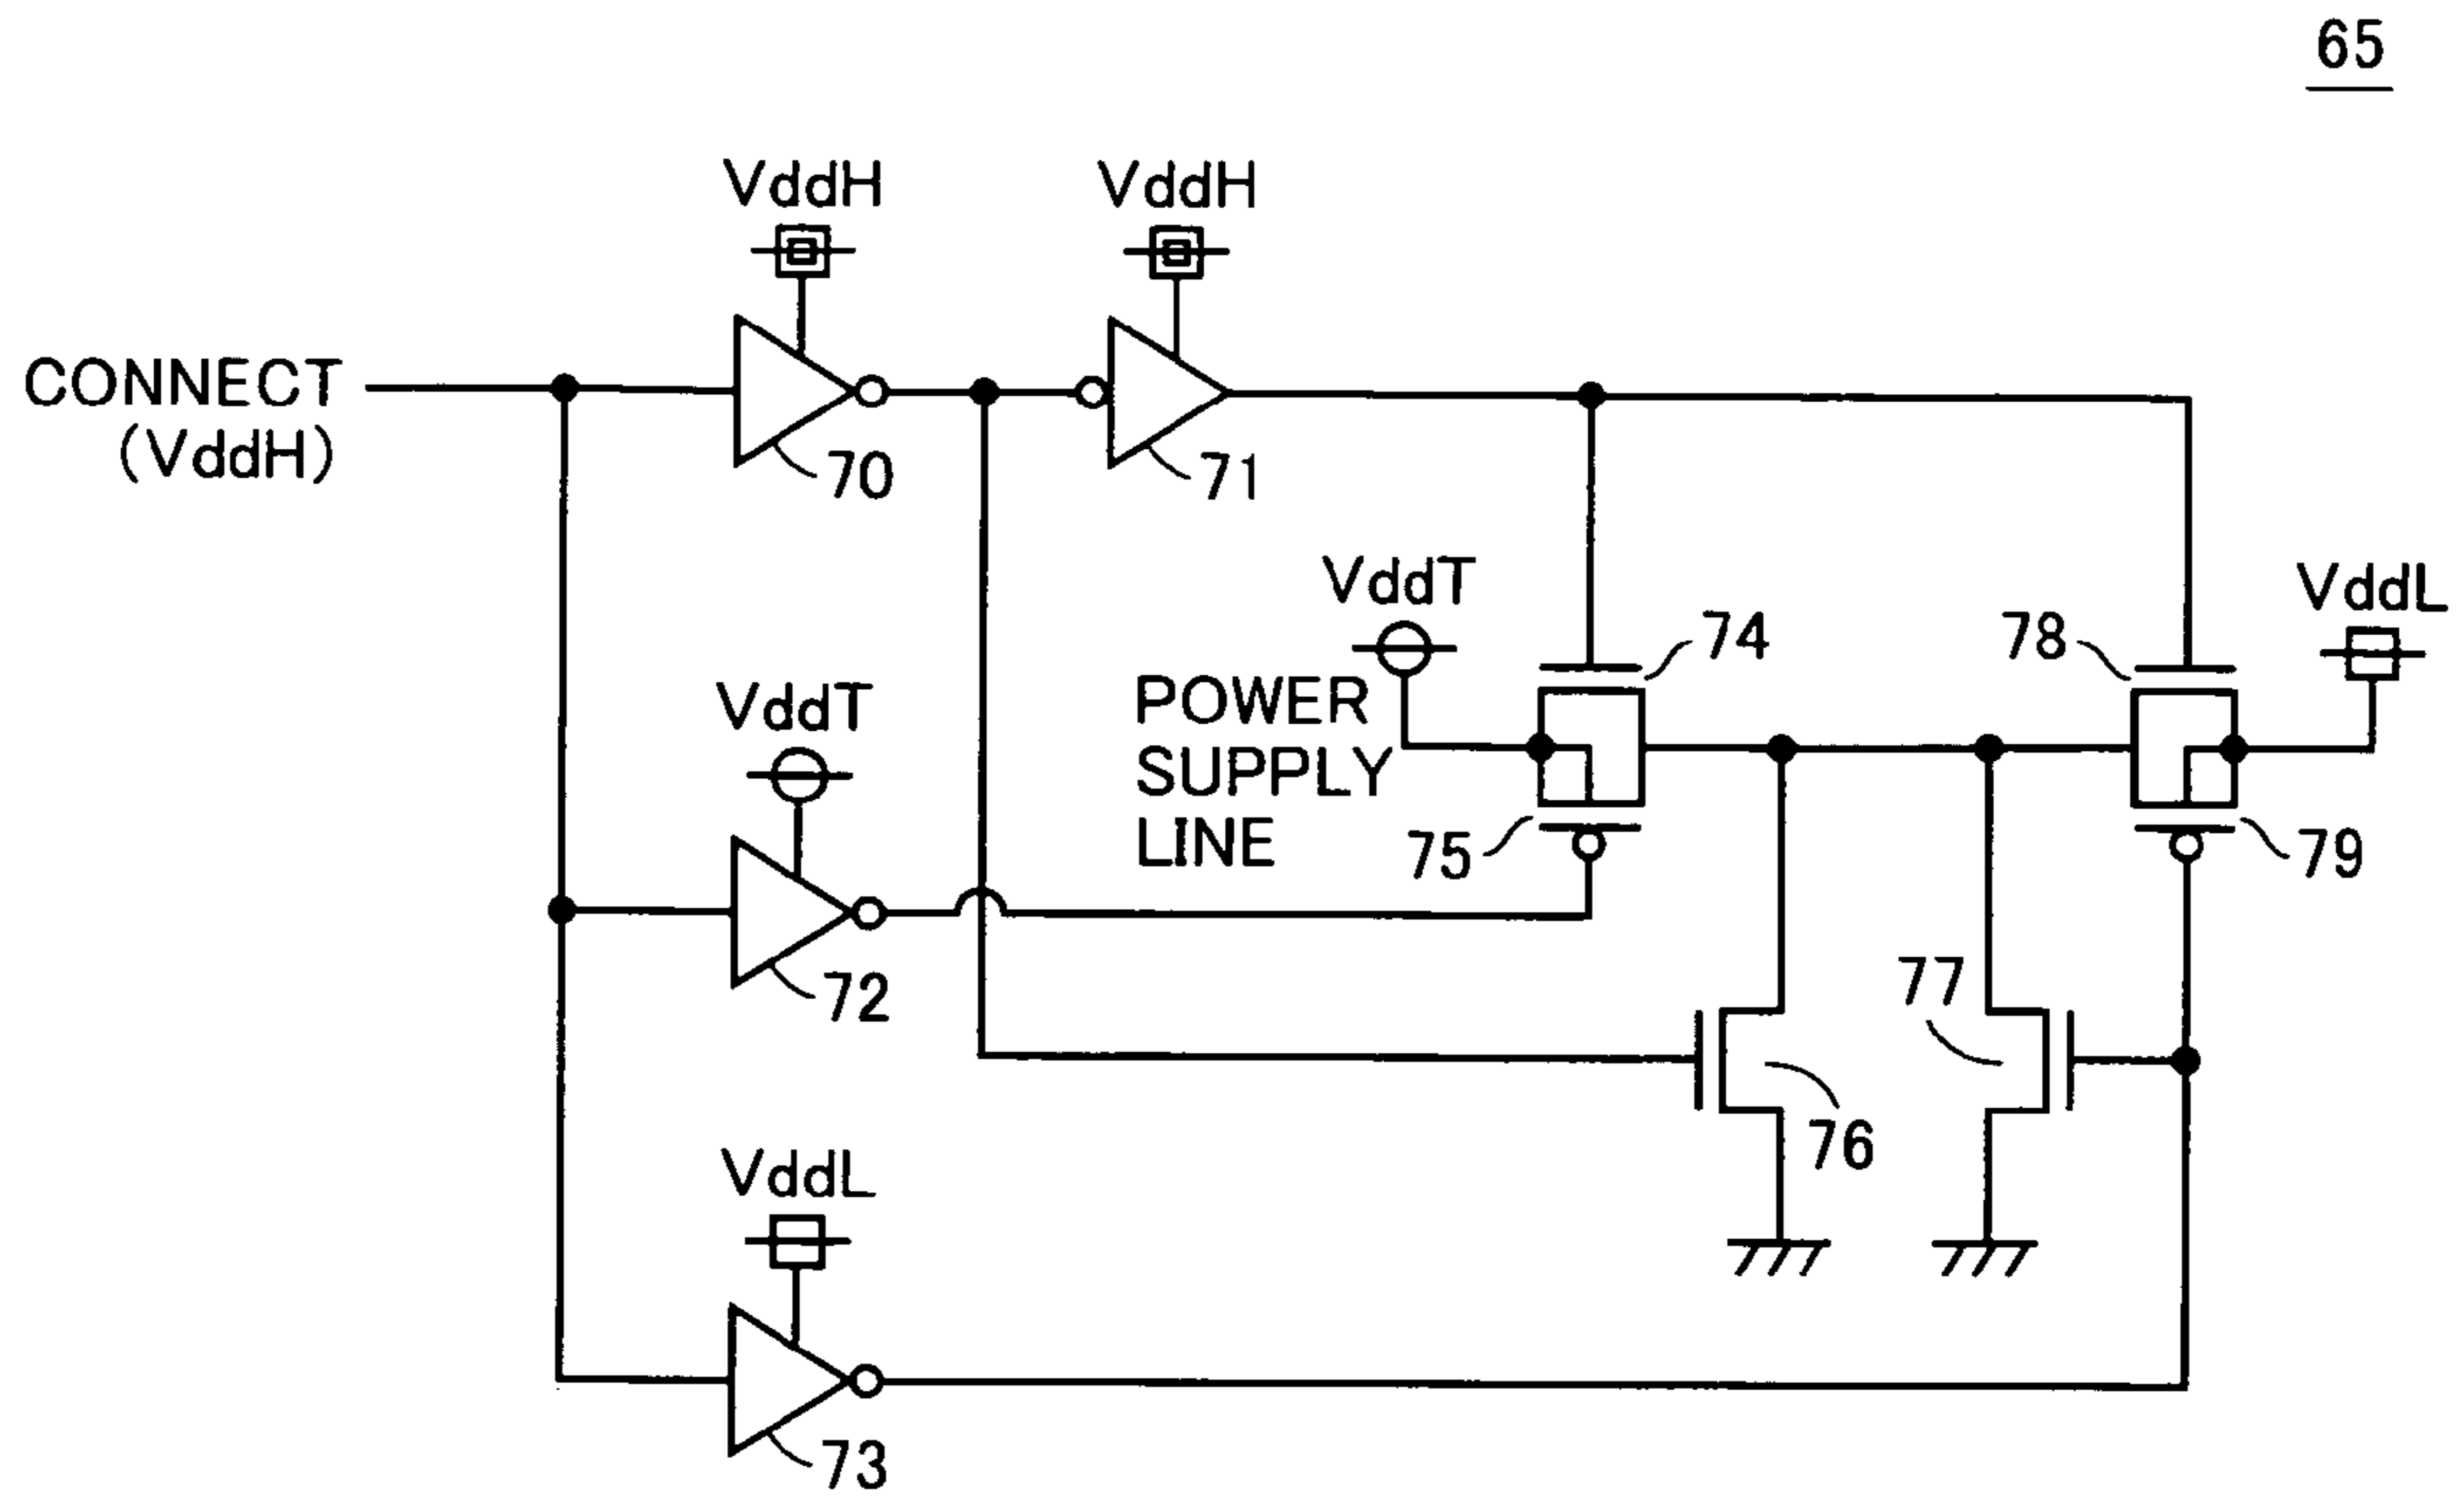 65
VddH
VddH
CONNECT
(VddH)
70
71
VddT
VddL
74
78
VddT
POWER
SUPPLY
LINE
75
79
72
77
76
VddL
73